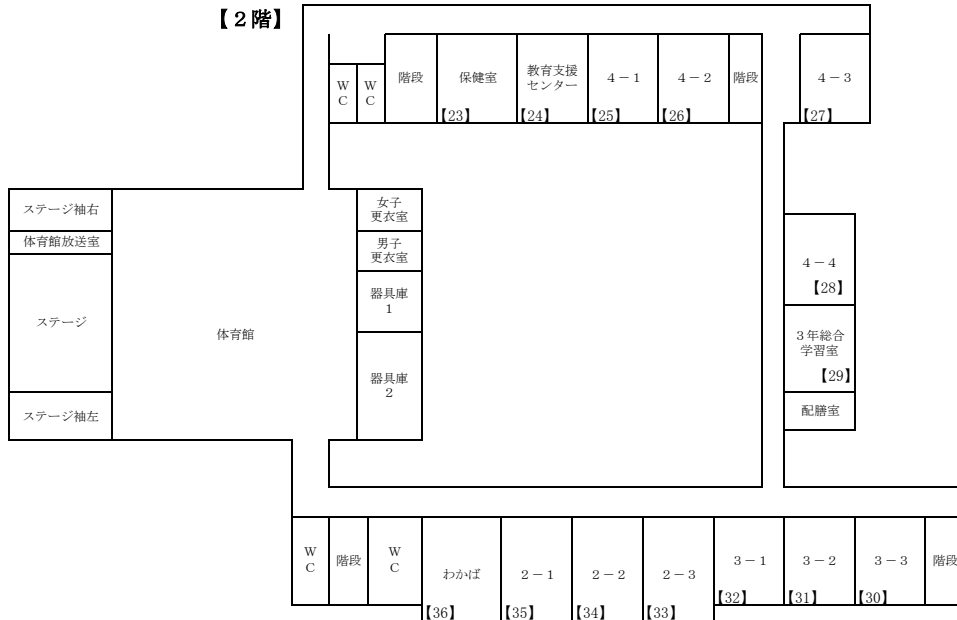 【２階】
WC
WC
階段
保健室
【23】
教育支援
センター
【24】
４－１
【25】
４－２
【26】
階段
４－３
【27】
ステージ袖右
体育館放送室
ステージ
ステージ袖左
体育館
女子
更衣室
男子
更衣室
器具庫
１
器具庫
２
４－４
【28】
３年総合
学習室
【29】
配膳室
WC
階段
WC
わかば
【36】
２－１
【35】
２－２
【34】
２－３
【33】
３－１
【32】
３－２
【31】
３－３
【30】
階段